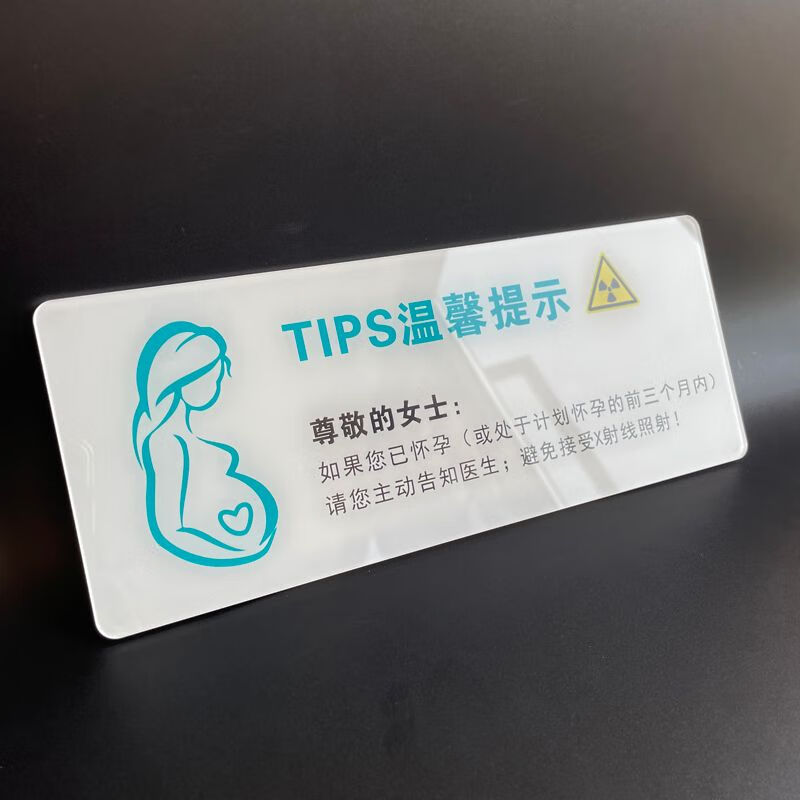 TIPS温馨提示
尊敬的女士：
如果您已怀孕（或处于计划怀孕的前三个月内）
请您主动告知医生；避免接受X射线照射！